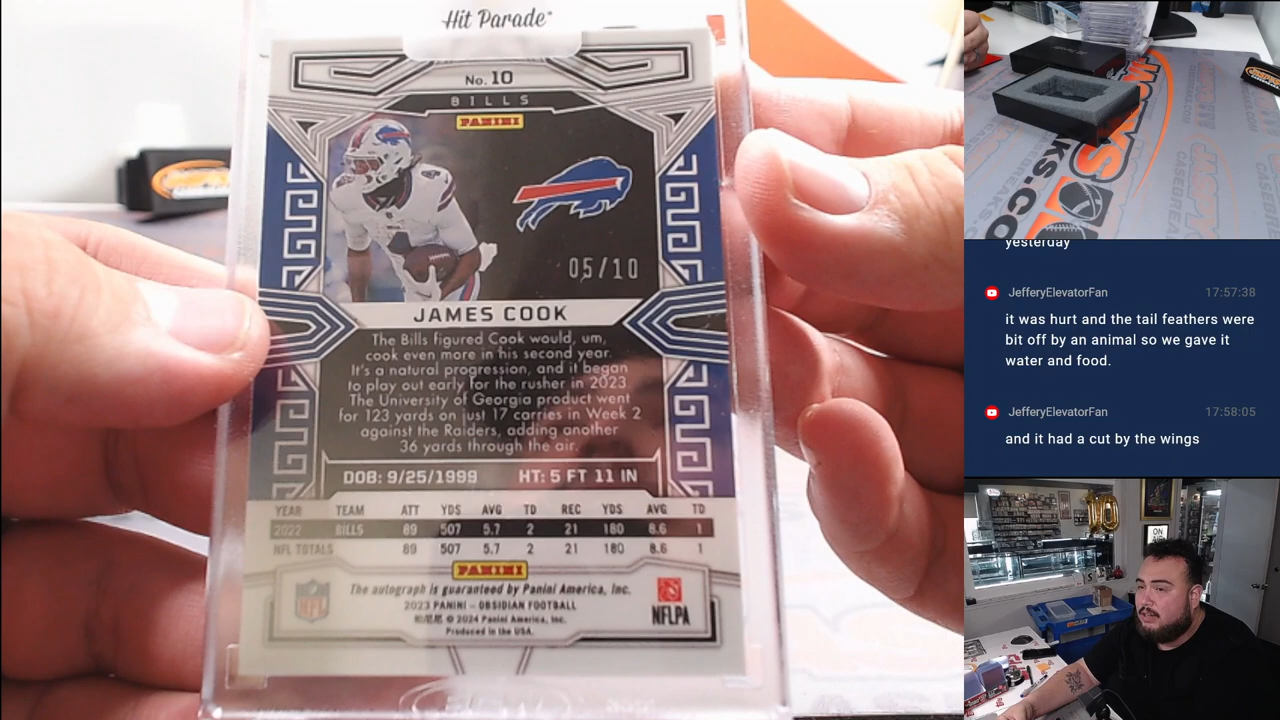 Hit Parade
No. 10
BILLS
PANINI
05/10
JAMES COOK
The Bills figured Cook would, um,
cook even more in his second year.
It's a natural progression, and it began
to play out early for the rusher in 2023.
The University of Georgia product went
for 123 yards on just 17 carries in Week 2
against the Raiders, adding another
36 yards through the air.
DOB: 9/25/1999 HT: 5 FT 11 IN
YEAR TEAM ATT YDS AVG TD REC YDS AVG TD
2022 BILLS 89 507 5.7 2 21 180 8.6 1
NFL TOTALS 89 507 5.7 2 21 180 8.6 1
PANINI
The autograph is guaranteed by Panini America, Inc.
2023 PANINI – OBSIDIAN FOOTBALL
© 2024 Panini America, Inc.
Produced in the USA.
NFL
NFLPA
yesterday
JefferyElevatorFan 17:57:38
it was hurt and the tail feathers were
bit off by an animal so we gave it
water and food.
JefferyElevatorFan 17:58:05
and it had a cut by the wings